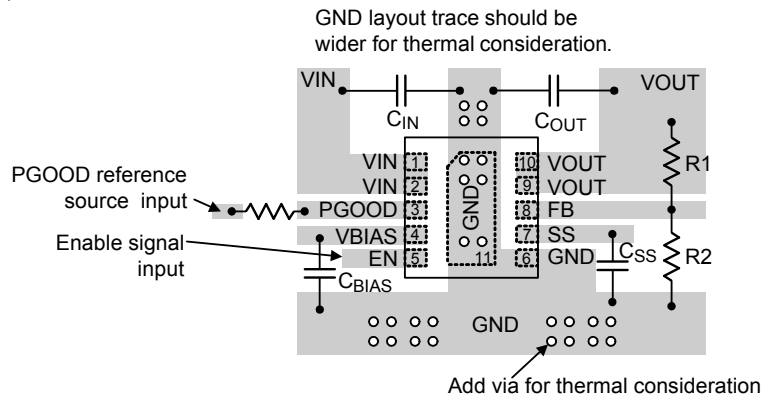 GND layout trace should be
wider for thermal consideration.
VIN
VOUT
CIN
COUT
VIN 1
10 VOUT
R1
VIN 2
9 VOUT
PGOOD reference
source input
PGOOD 3
GND
8 FB
VBIAS 4
7 SS
Enable signal
input
EN 5
11
6 GND
CSS
R2
CBIAS
GND
Add via for thermal consideration